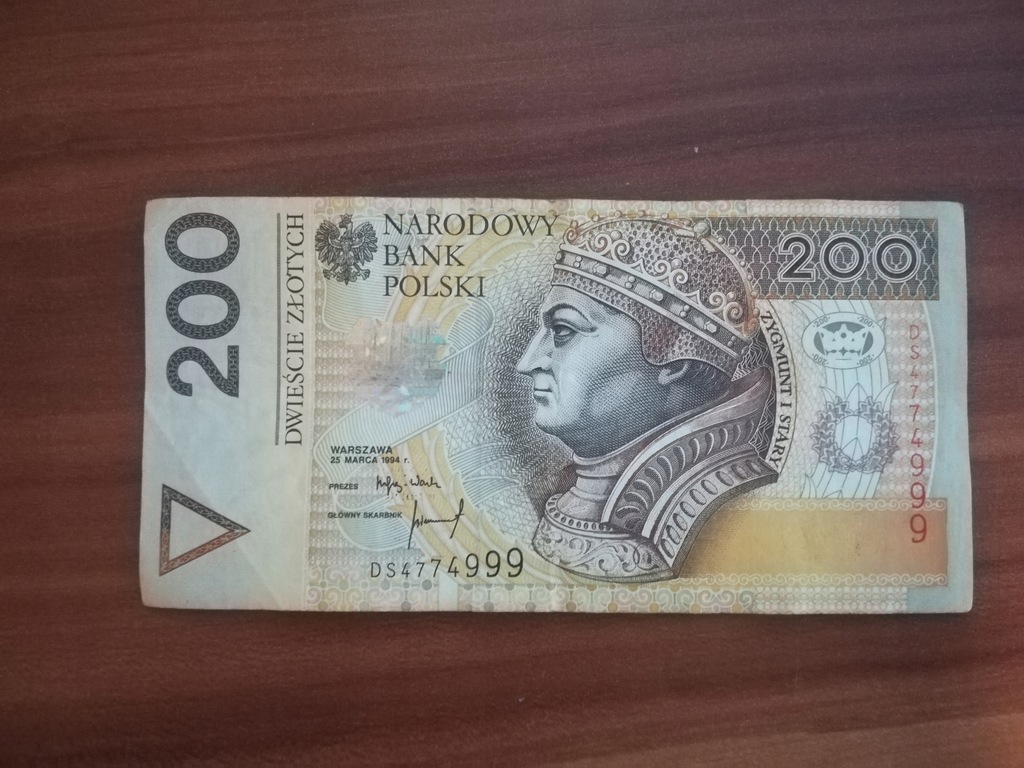 200
DWIEŚCIE ZŁOTYCH
NARODOWY
BANK
POLSKI
200
ZYGMUNT I STARY
DS4774999
WARSZAWA
25 MARCA 1994 r.
PREZES
GŁÓWNY SKARBNIK
DS4774999